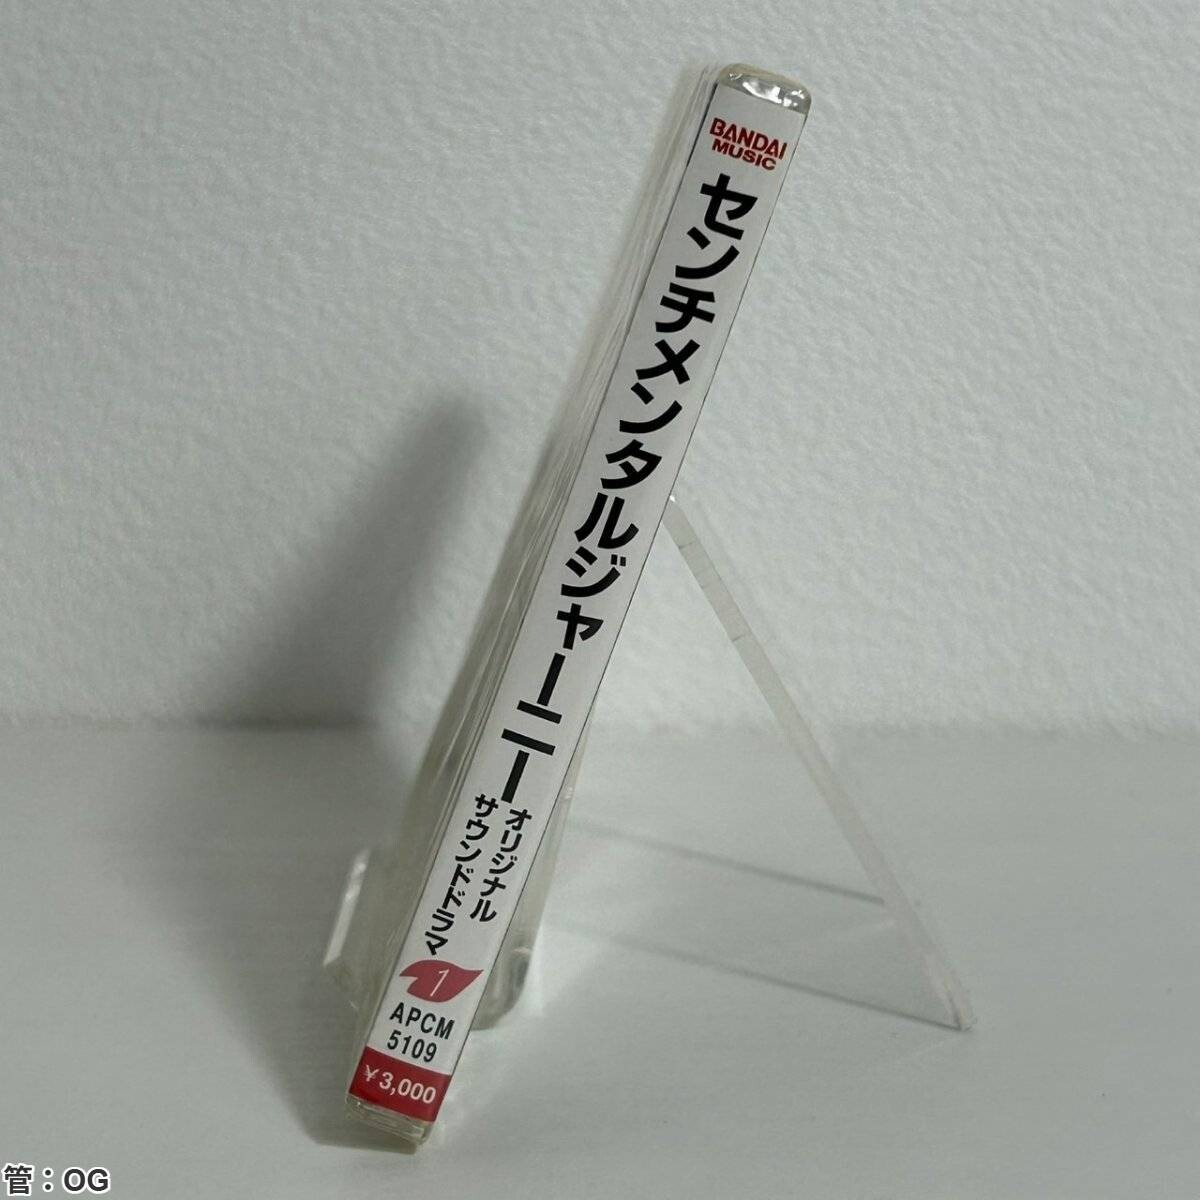 BANDAI
MUSIC
センチメンタルジャーニー
オリジナル
サウンドドラマ
1
APCM
5109
¥3,000
管：OG